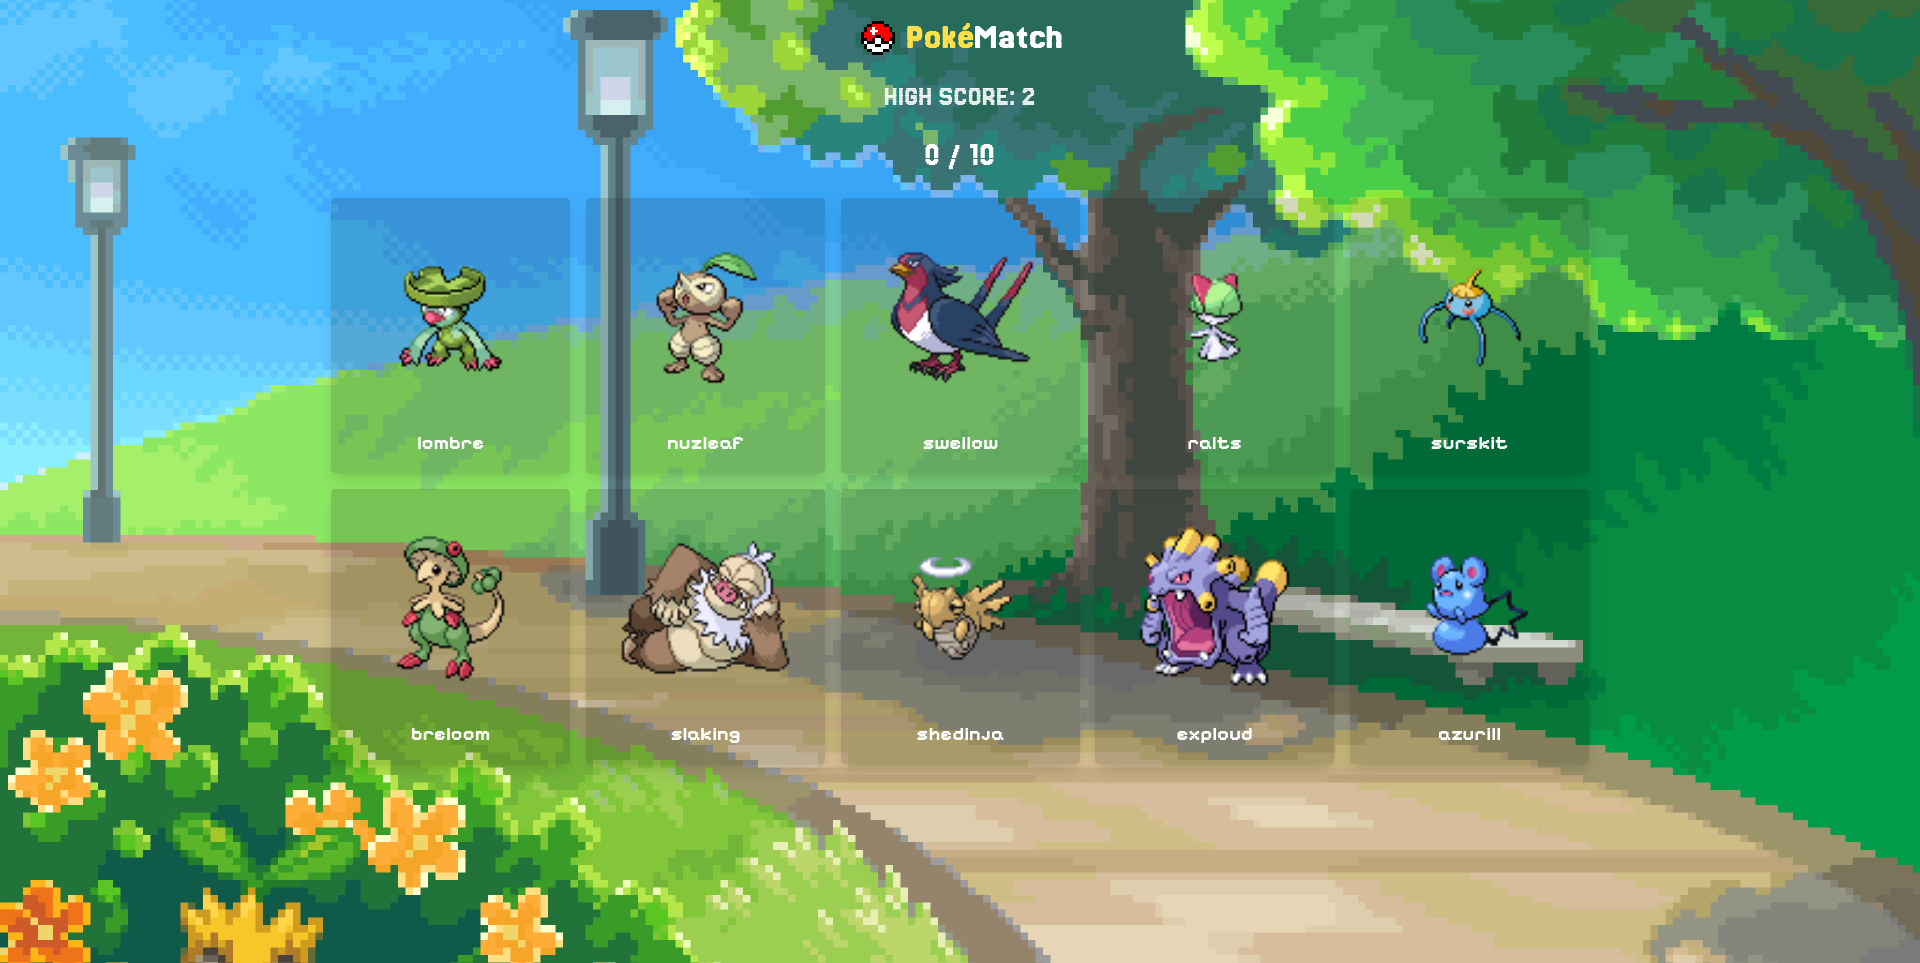 PokéMatch
HIGH SCORE: 2
0 / 10
lombre
nuzleaf
swellow
ralts
surskit
breloom
slaking
shedinja
exploud
azurill